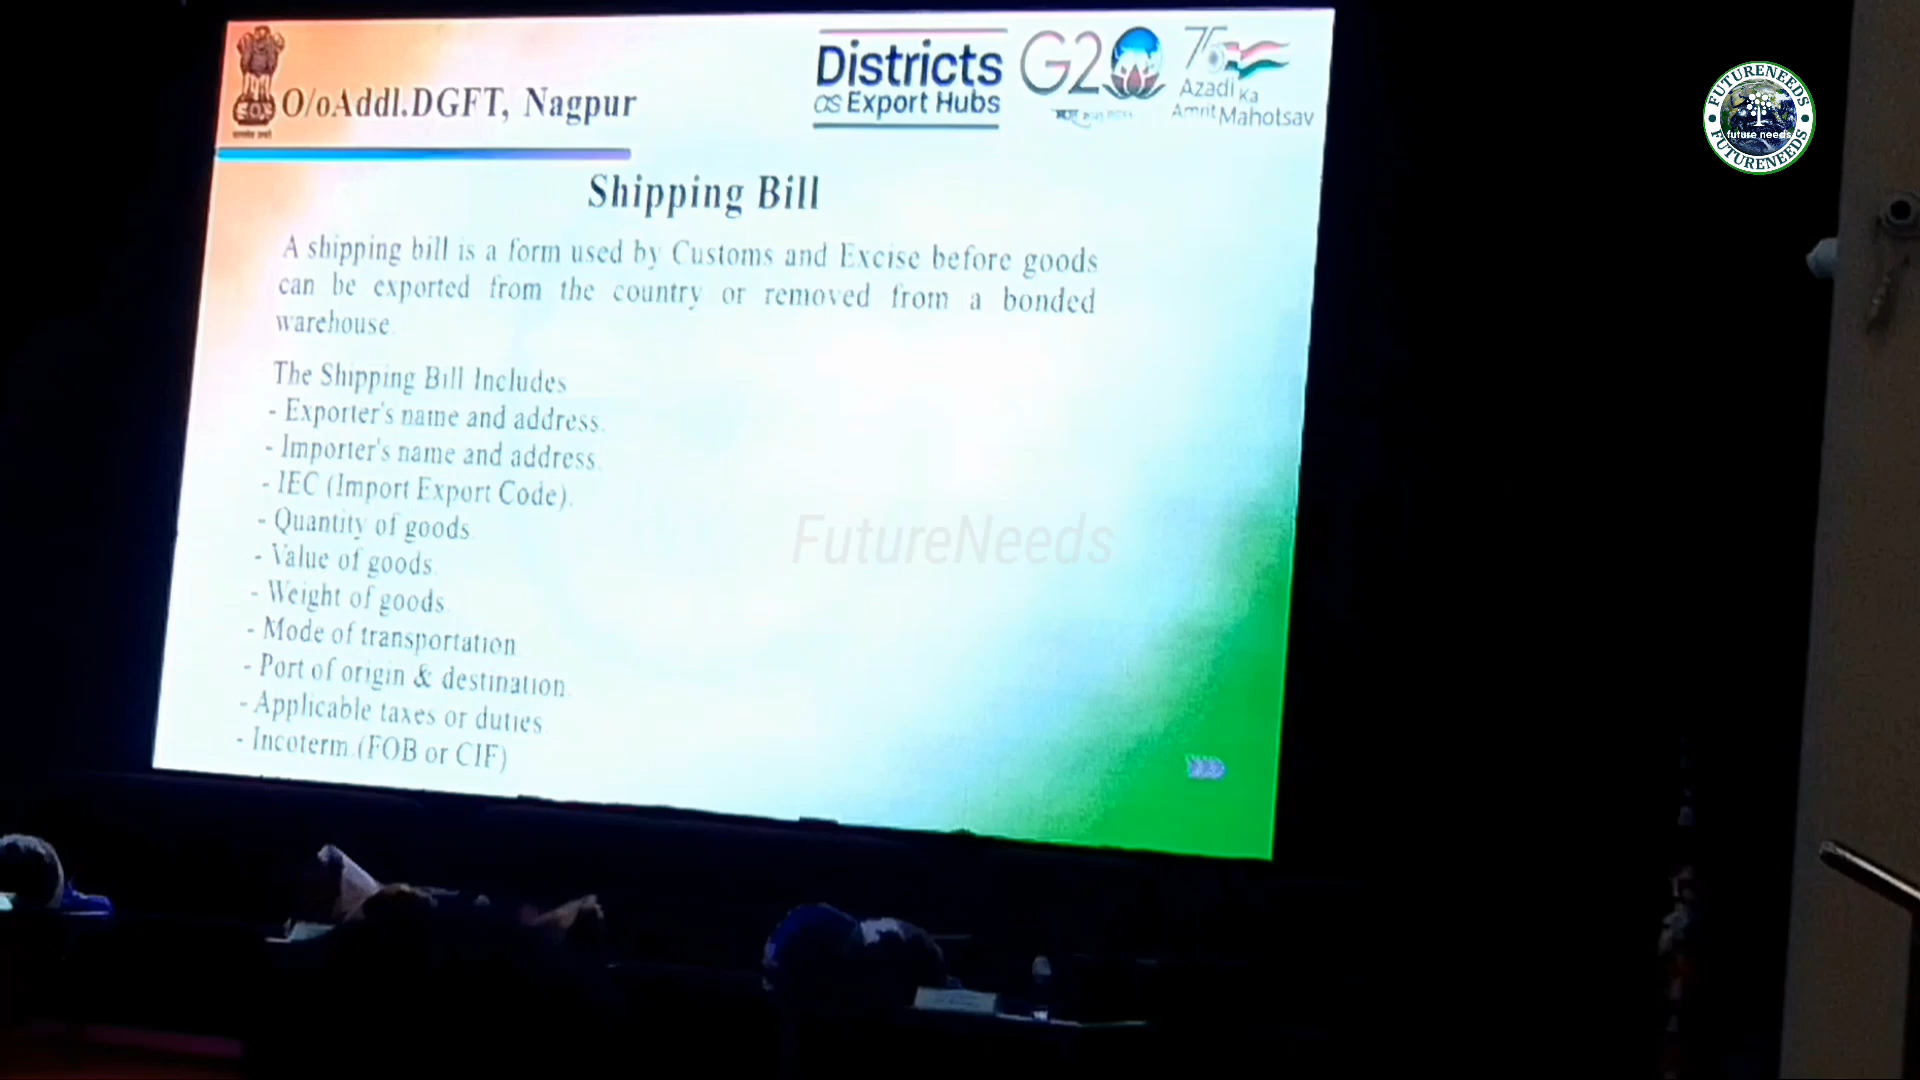 O/oAddl.DGFT, Nagpur
Districts
as Export Hubs
G20
75
Azadi Ka
Amrit Mahotsav
FUTURENEEDS
future needs
FUTURENEEDS
Shipping Bill
A shipping bill is a form used by Customs and Excise before goods
can be exported from the country or removed from a bonded
warehouse.
The Shipping Bill Includes
- Exporter's name and address.
- Importer's name and address.
- IEC (Import Export Code).
- Quantity of goods.
- Value of goods.
- Weight of goods.
- Mode of transportation
- Port of origin & destination.
- Applicable taxes or duties.
- Incoterm.(FOB or CIF)
FutureNeeds